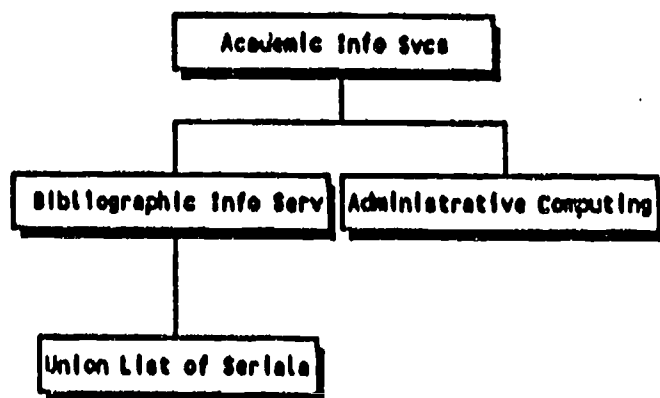 Academic Info Svcs
Bibliographic Info Serv
Administrative Computing
Union List of Serials